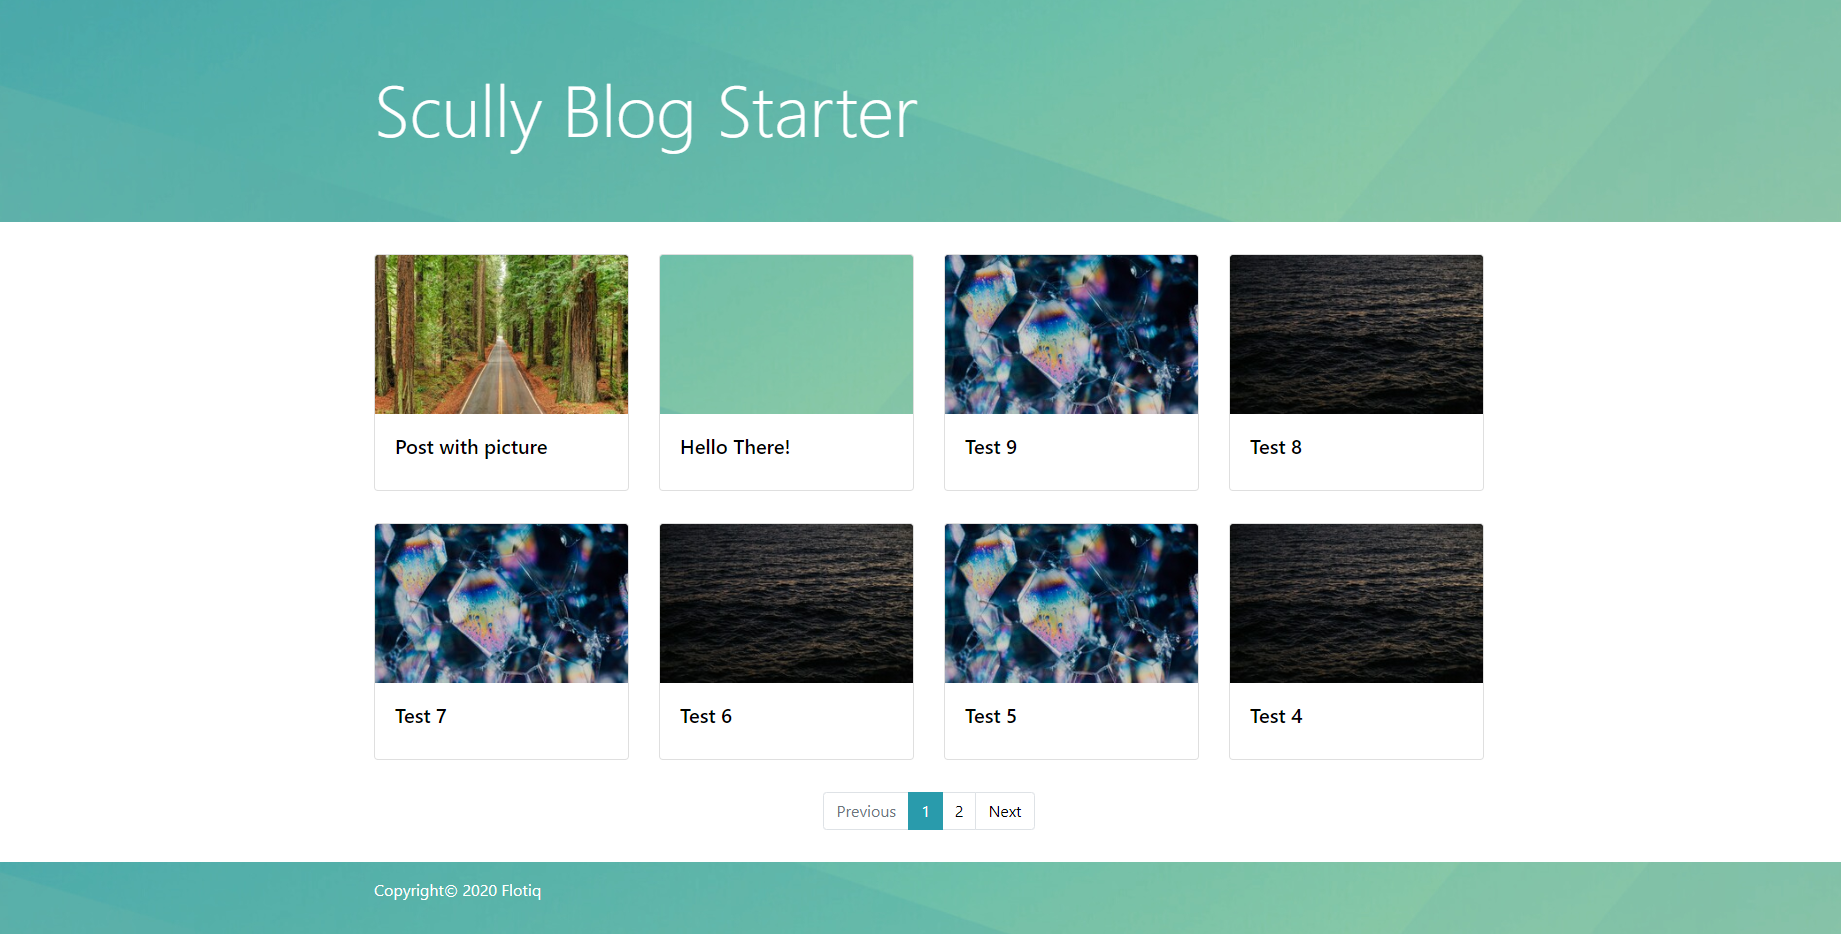 Scully Blog Starter
Post with picture
Hello There!
Test 9
Test 8
Test 7
Test 6
Test 5
Test 4
Previous 1 2 Next
Copyright© 2020 Flotiq